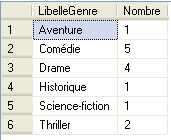 LibelleGenre Nombre
1 Aventure 1
2 Comédie 5
3 Drame 4
4 Historique 1
5 Science-fiction 1
6 Thriller 2